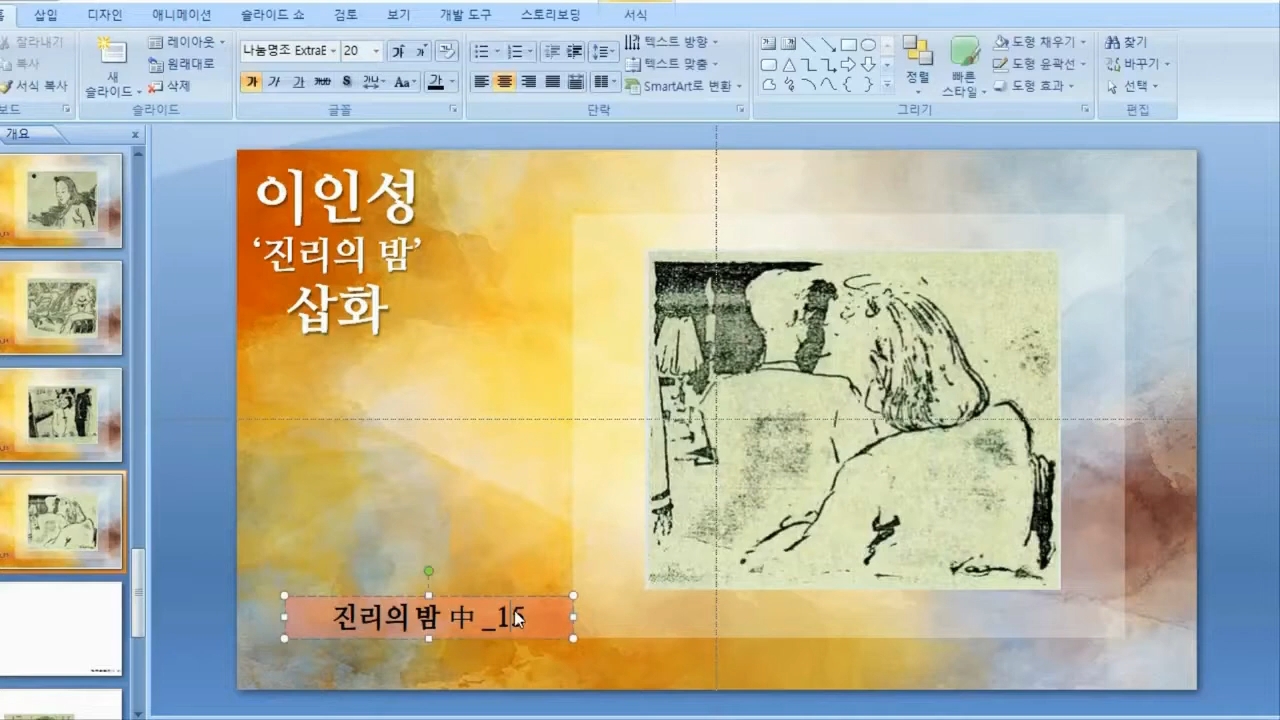 홈 삽입 디자인 애니메이션 슬라이드 쇼 검토 보기 개발 도구 스토리보딩 서식
잘라내기
복사
서식 복사
새
슬라이드
레이아웃
원래대로
삭제
슬라이드
나눔명조 ExtraE 20 가 가
가 가 가 가나 S 가나 Aa 가
글꼴
텍스트 방향
텍스트 맞춤
SmartArt로 변환
단락
정렬
빠른
스타일
도형 채우기
도형 윤곽선
도형 효과
그리기
찾기
바꾸기
선택
편집
보드
개요 x
이인성
‘진리의 밤’
삽화
진리의 밤 中 _15